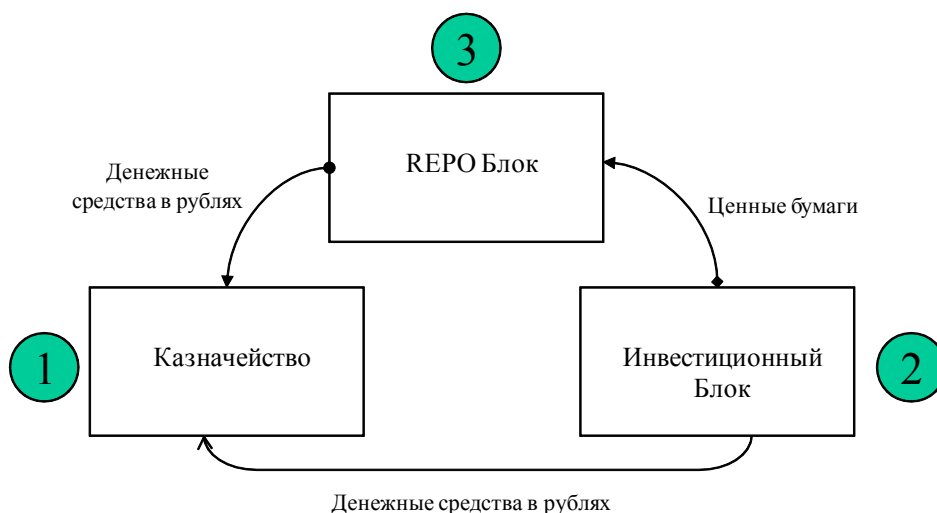 3
REPO Блок
Денежные
средства в рублях
Ценные бумаги
1
Казначейство
Инвестиционный
Блок
2
Денежные средства в рублях